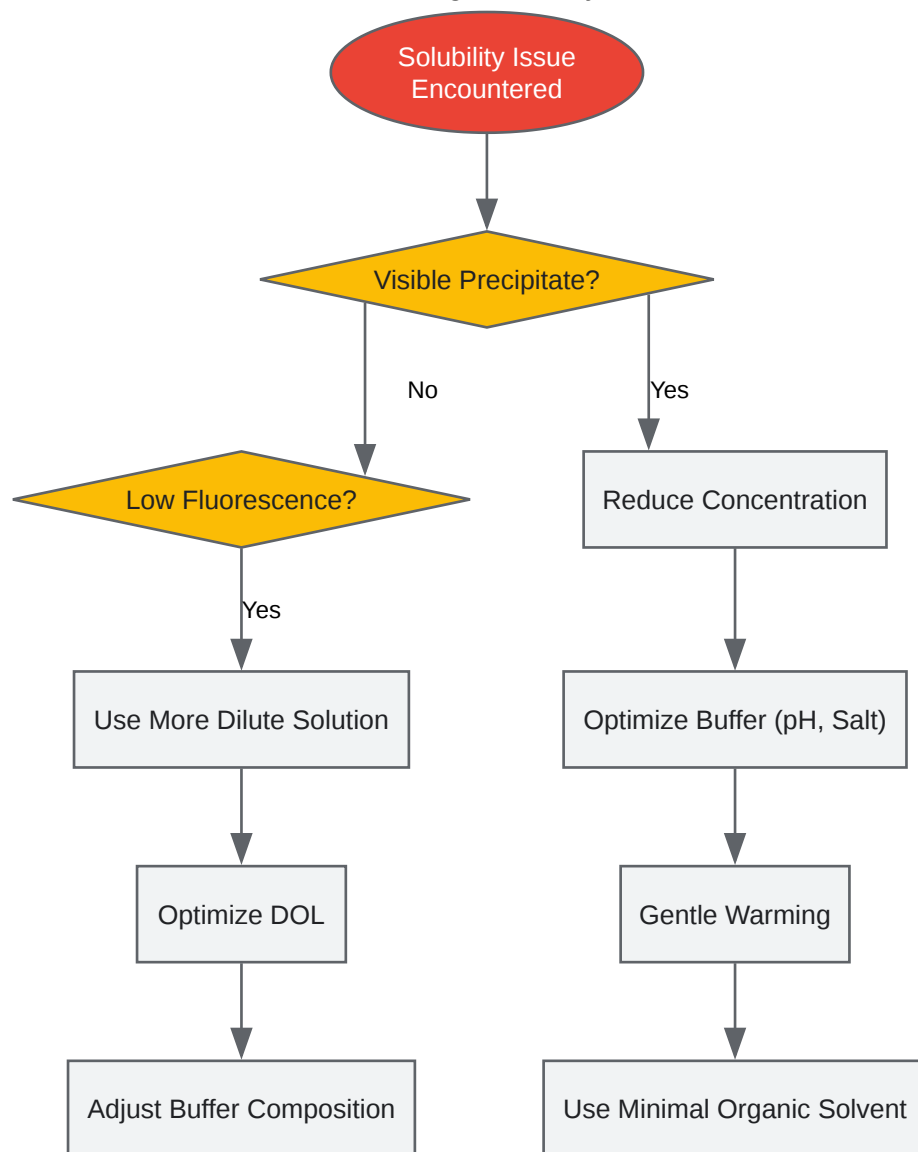 Solubility Issue
Encountered
Visible Precipitate?
No
Yes
Low Fluorescence?
Reduce Concentration
Yes
Use More Dilute Solution
Optimize Buffer (pH, Salt)
Optimize DOL
Gentle Warming
Adjust Buffer Composition
Use Minimal Organic Solvent